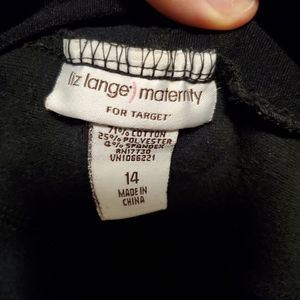 liz lange) maternity
FOR TARGET
71% COTTON
25% POLYESTER
4% SPANDEX
RN17730
VN1066221
14
MADE IN
CHINA